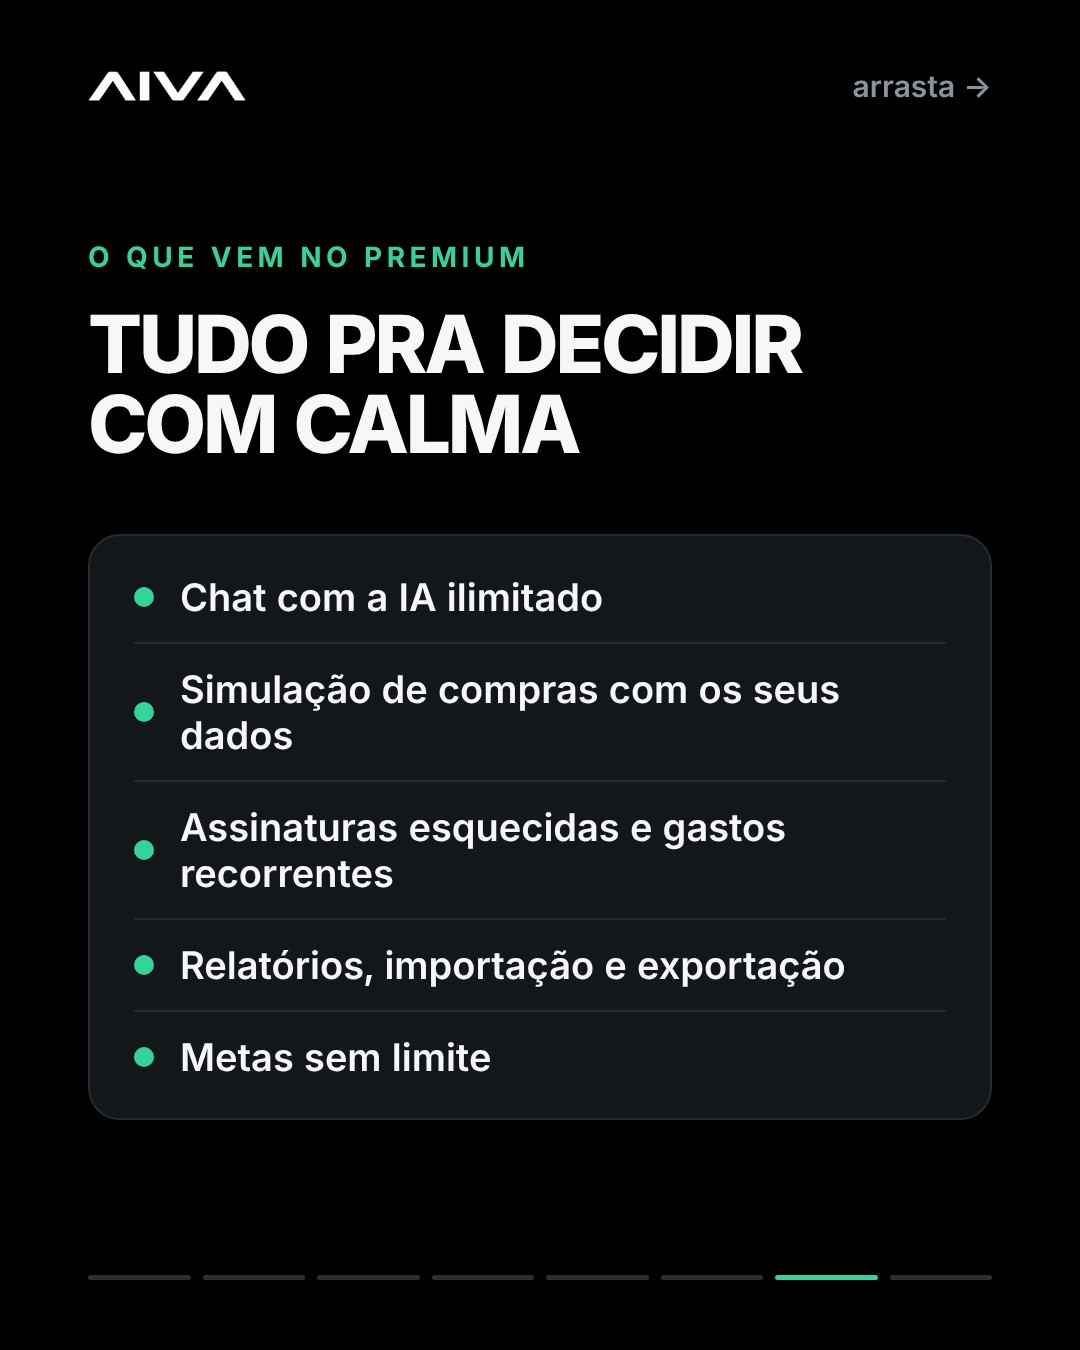 AIVA
arrasta →
O QUE VEM NO PREMIUM
TUDO PRA DECIDIR
COM CALMA
Chat com a IA ilimitado
Simulação de compras com os seus
dados
Assinaturas esquecidas e gastos
recorrentes
Relatórios, importação e exportação
Metas sem limite